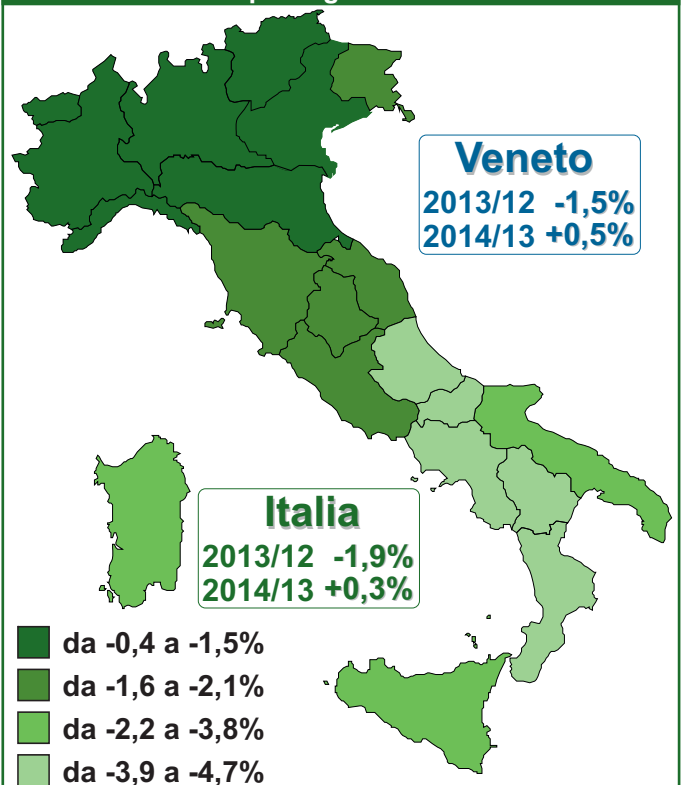 Veneto
2013/12 -1,5%
2014/13 +0,5%
Italia
2013/12 -1,9%
2014/13 +0,3%
da -0,4 a -1,5%
da -1,6 a -2,1%
da -2,2 a -3,8%
da -3,9 a -4,7%